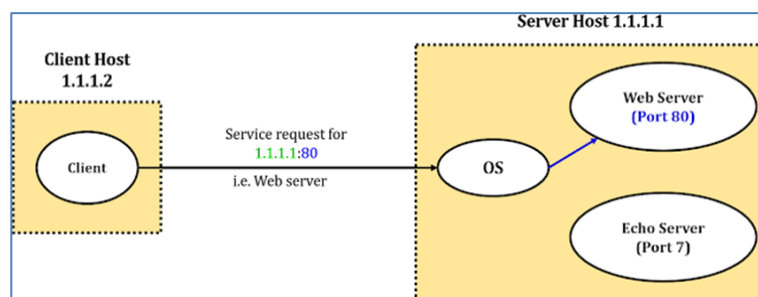 Server Host 1.1.1.1
Client Host
1.1.1.2
Client
Service request for
1.1.1.1:80
i.e. Web server
OS
Web Server
(Port 80)
Echo Server
(Port 7)